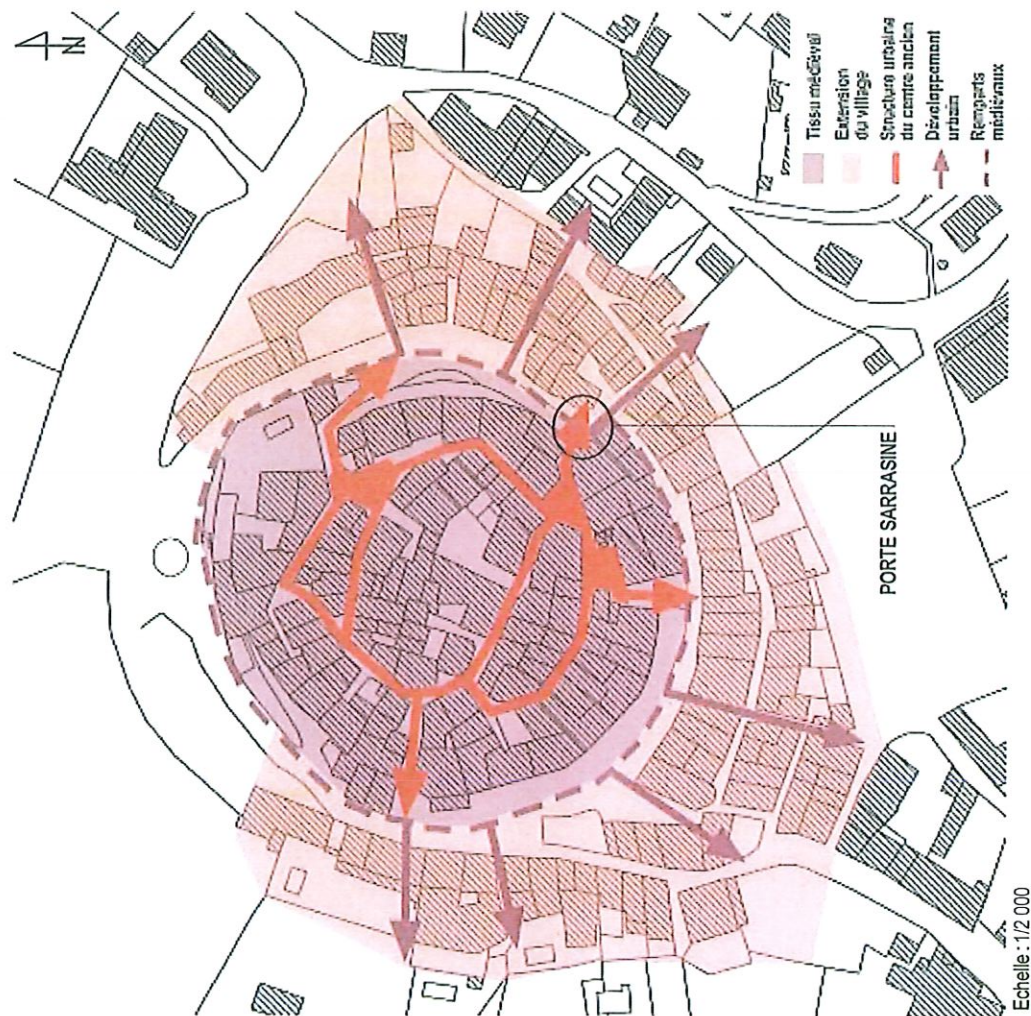 N
Tissu médiéval
Extension
du village
Structure urbaine
du centre ancien
Développement
urbain
Remparts
médiévaux
PORTE SARRASINE
Echelle : 1/2 000